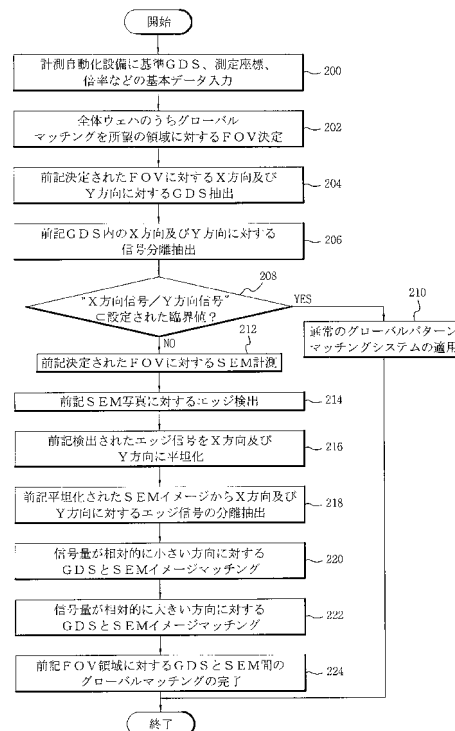 開始
計測自動化設備に基準GDS、測定座標、
倍率などの基本データ入力
200
全体ウェハのうちグローバル
マッチングを所望の領域に対するFOV決定
202
前記決定されたFOVに対するX方向及び
Y方向に対するGDS抽出
204
前記GDS内のX方向及びY方向に対する
信号分離抽出
206
208
"X方向信号/Y方向信号"
⊂設定された臨界値?
YES
210
通常のグローバルパターン
マッチングシステムの適用
NO
212
前記決定されたFOVに対するSEM計測
前記SEM写真に対するエッジ検出
214
前記検出されたエッジ信号をX方向及び
Y方向に平坦化
216
前記平坦化されたSEMイメージからX方向及び
Y方向に対するエッジ信号の分離抽出
218
信号量が相対的に小さい方向に対する
GDSとSEMイメージマッチング
220
信号量が相対的に大きい方向に対する
GDSとSEMイメージマッチング
222
前記FOV領域に対するGDSとSEM間の
グローバルマッチングの完了
224
終了